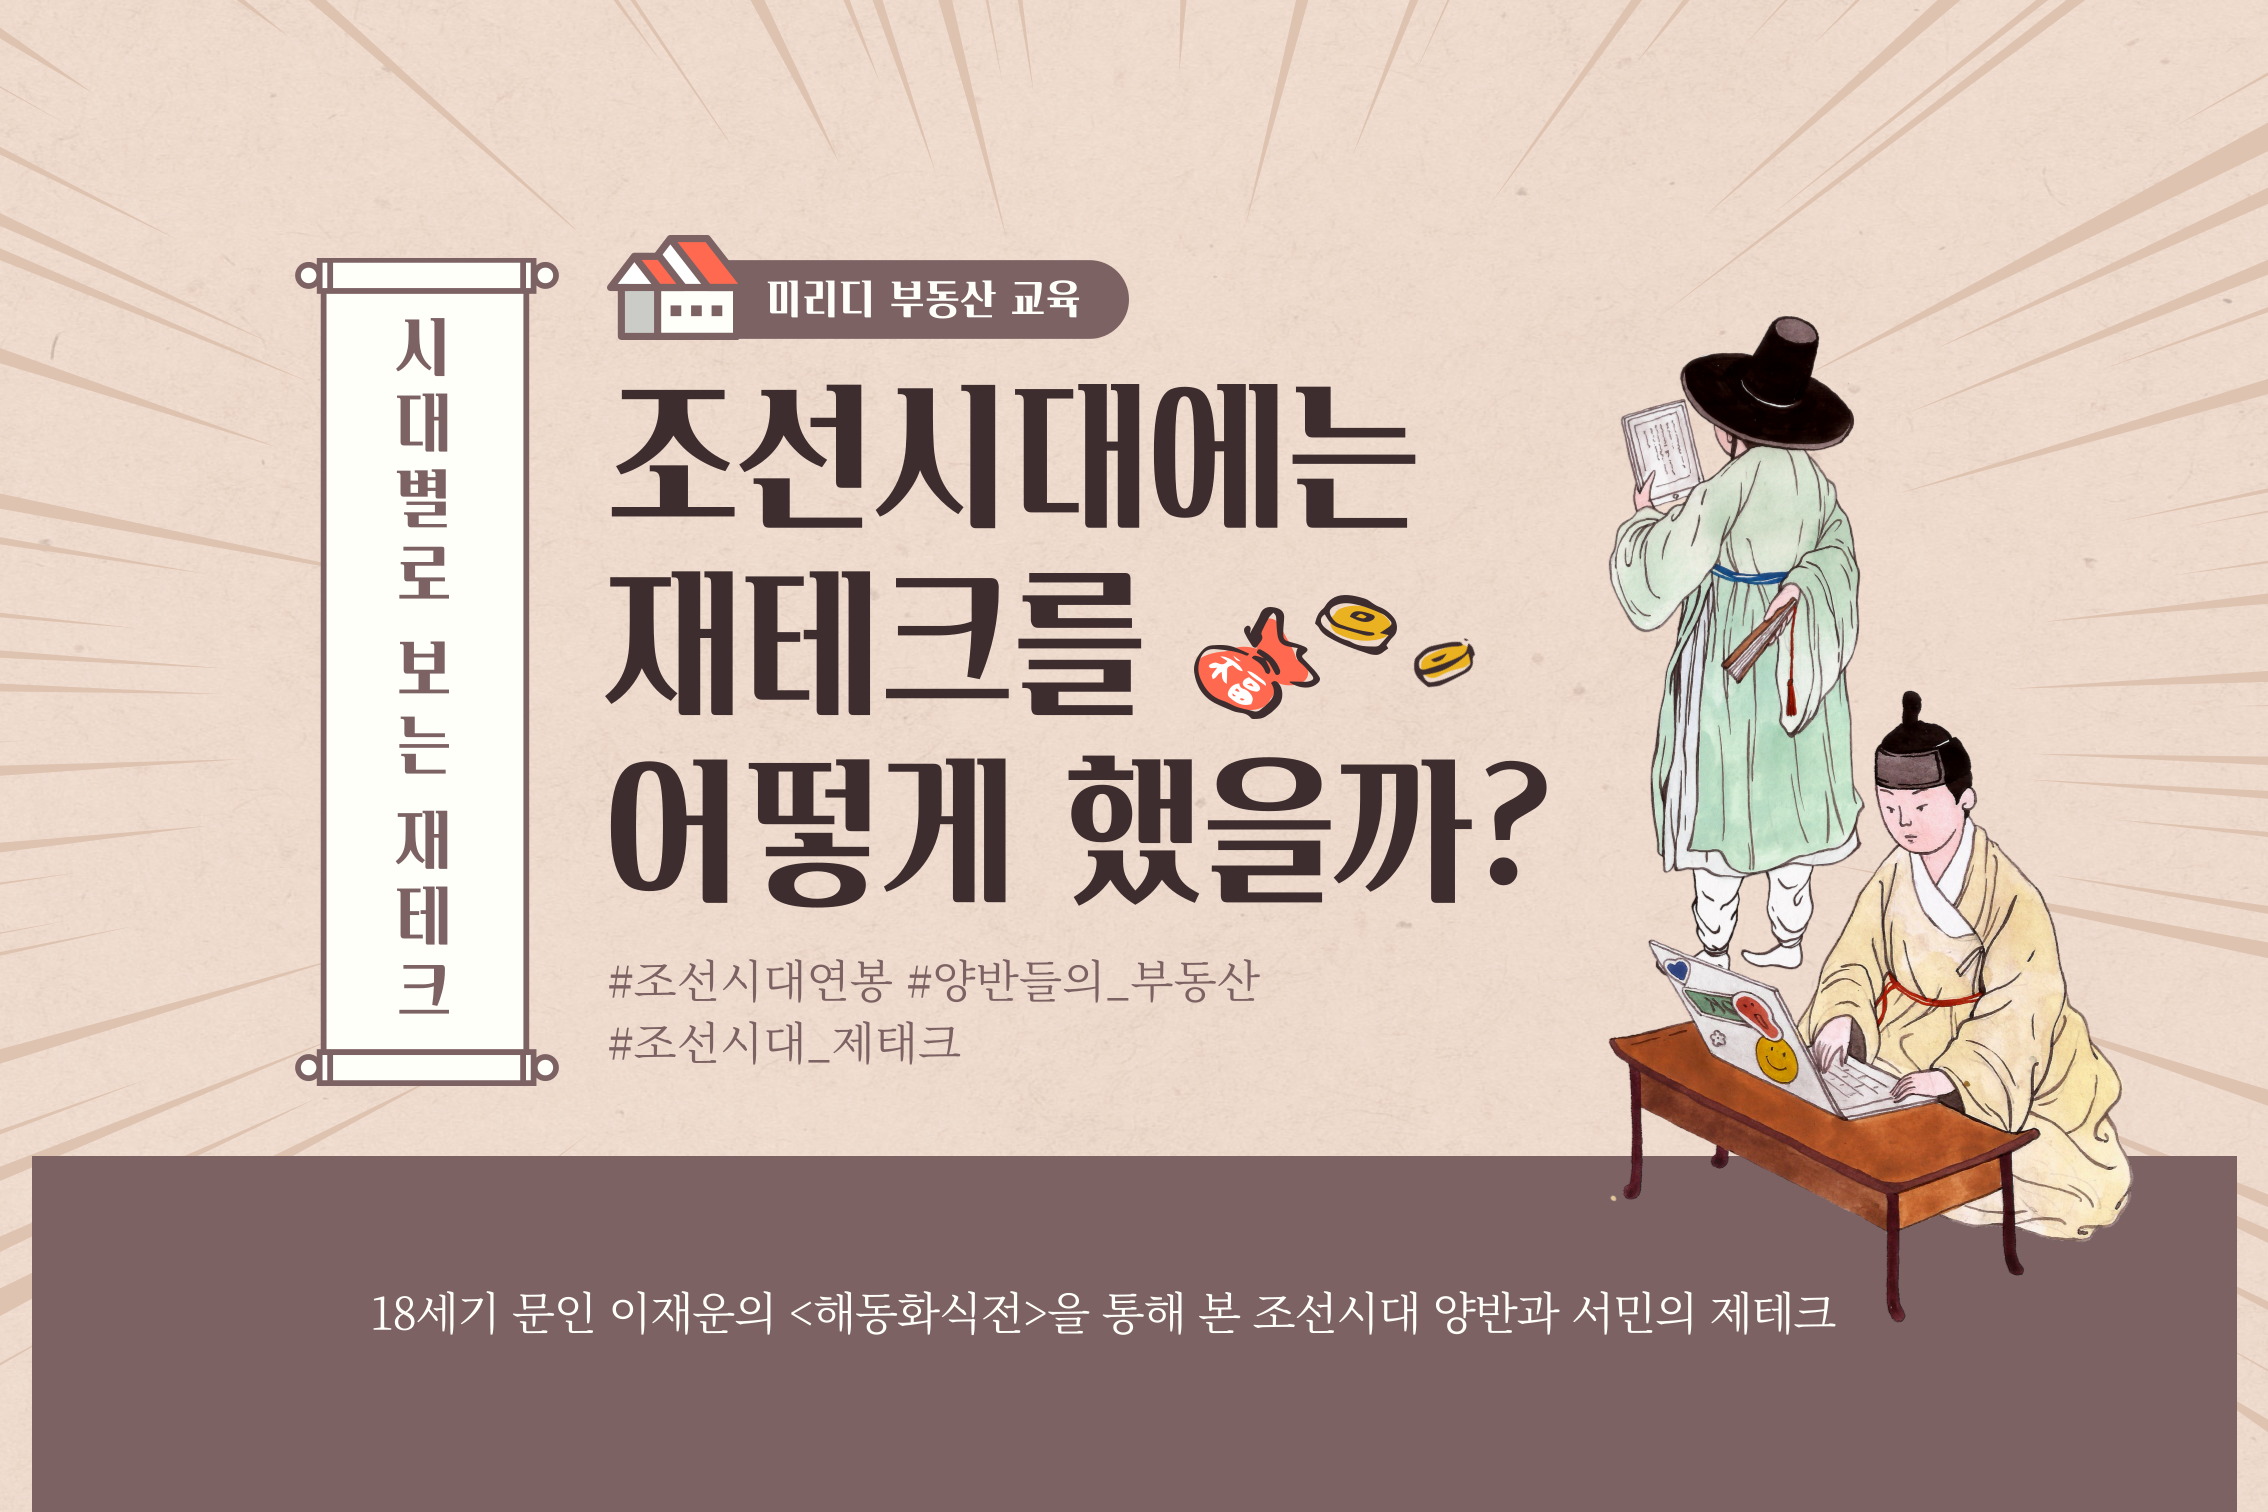 시대별로 보는 재테크
미리디 부동산 교육
조선시대에는
재테크를
福
어떻게 했을까?
#조선시대연봉 #양반들의_부동산
#조선시대_제태크
18세기 문인 이재운의 <해동화식전>을 통해 본 조선시대 양반과 서민의 제테크